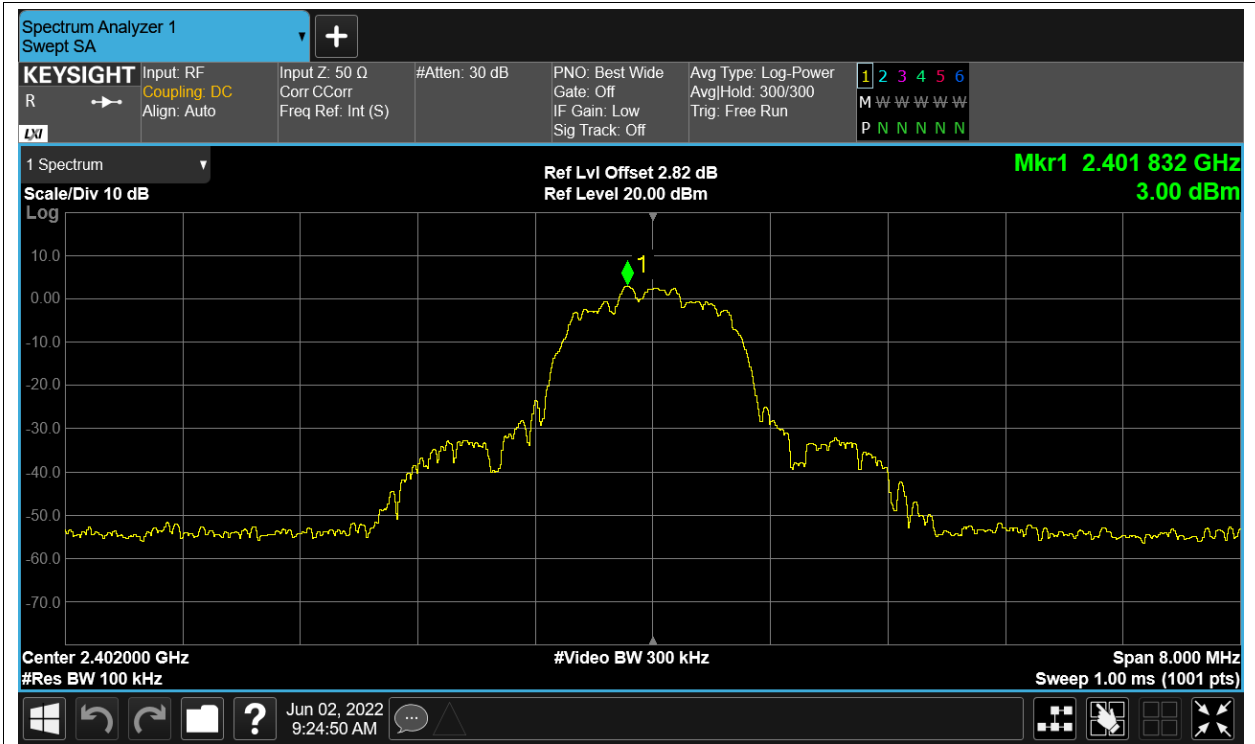 Spectrum Analyzer 1
Swept SA
KEYSIGHT
R
LXI
Input: RF
Coupling: DC
Align: Auto
Input Z: 50 Ω
Corr CCorr
Freq Ref: Int (S)
#Atten: 30 dB
PNO: Best Wide
Gate: Off
IF Gain: Low
Sig Track: Off
Avg Type: Log-Power
Avg|Hold: 300/300
Trig: Free Run
1 2 3 4 5 6
M W W W W W
P N N N N N
1 Spectrum
Scale/Div 10 dB
Log
Ref Lvl Offset 2.82 dB
Ref Level 20.00 dBm
Mkr1 2.401 832 GHz
3.00 dBm
1
10.0
0.00
-10.0
-20.0
-30.0
-40.0
-50.0
-60.0
-70.0
Center 2.402000 GHz
#Res BW 100 kHz
#Video BW 300 kHz
Span 8.000 MHz
Sweep 1.00 ms (1001 pts)
?
Jun 02, 2022
9:24:50 AM